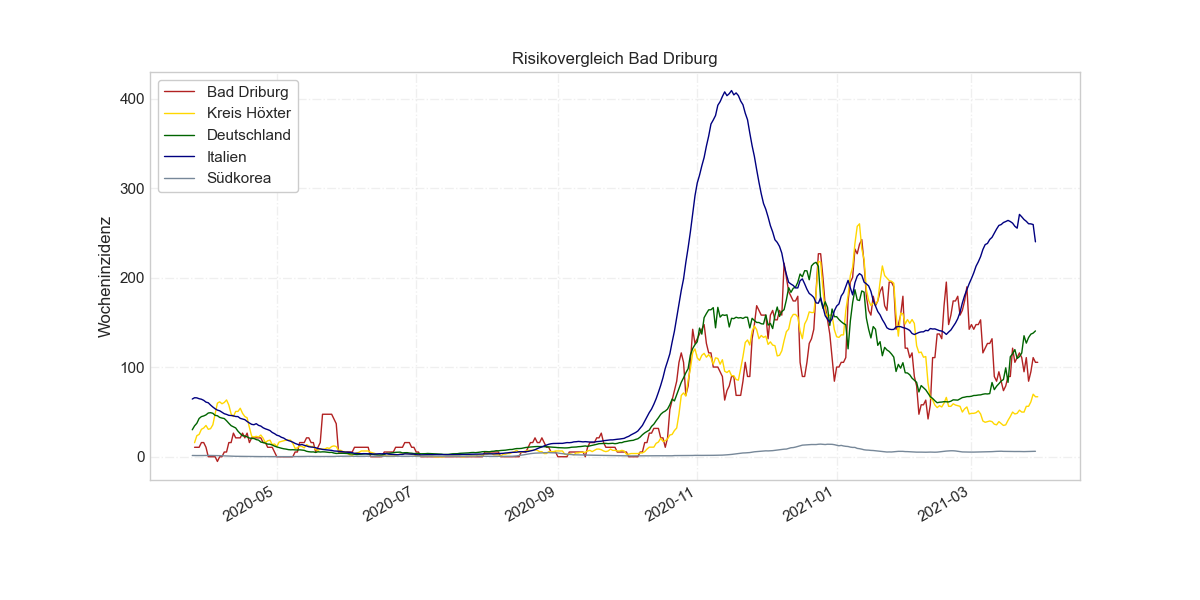 Risikovergleich Bad Driburg
Bad Driburg
Kreis Höxter
Deutschland
Italien
Südkorea
Wocheninzidenz
400
300
200
100
0
2020-05
2020-07
2020-09
2020-11
2021-01
2021-03